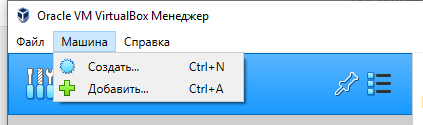 Oracle VM VirtualBox Менеджер
Файл Машина Справка
Создать... Ctrl+N
Добавить... Ctrl+A